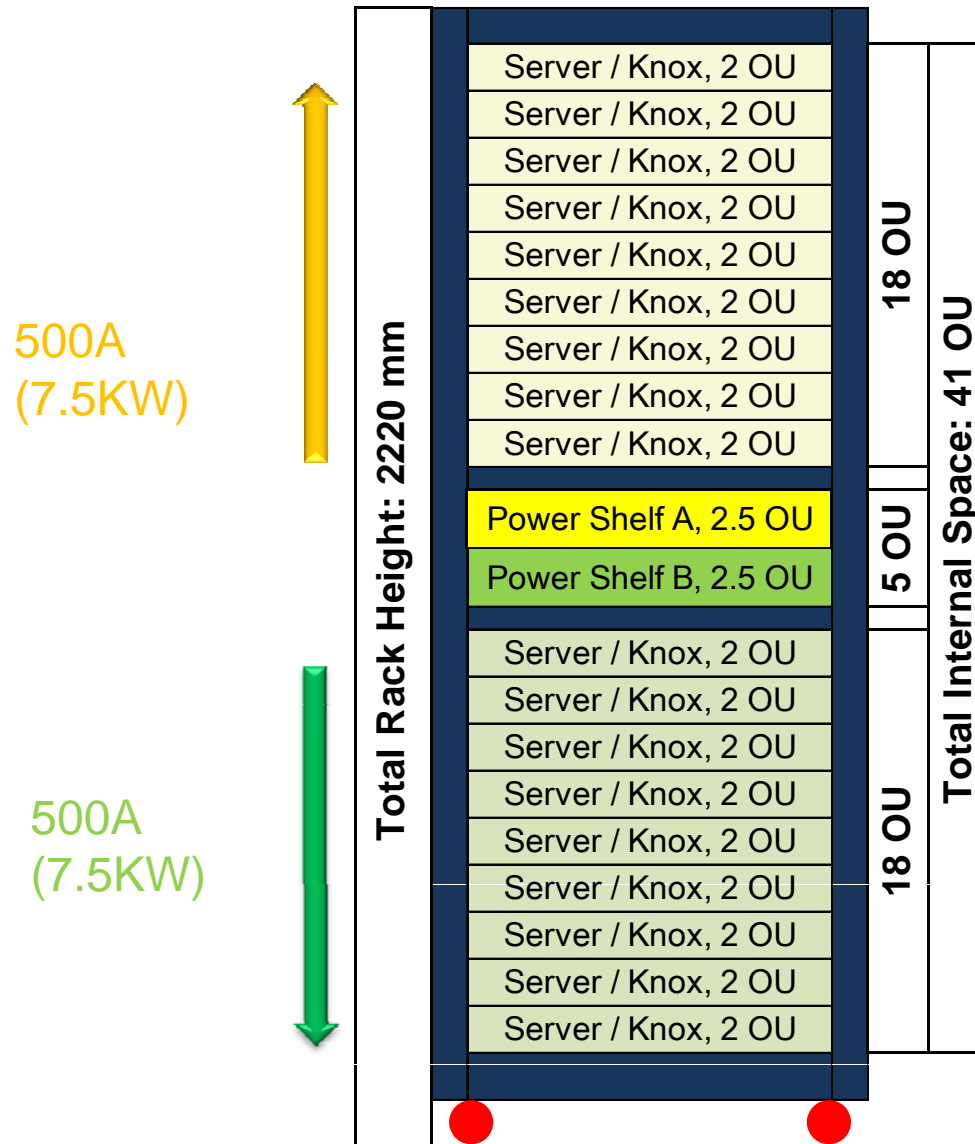 Server / Knox, 2 OU
Server / Knox, 2 OU
Server / Knox, 2 OU
Server / Knox, 2 OU
Server / Knox, 2 OU
Server / Knox, 2 OU
Server / Knox, 2 OU
Server / Knox, 2 OU
Server / Knox, 2 OU
Power Shelf A, 2.5 OU
Power Shelf B, 2.5 OU
Server / Knox, 2 OU
Server / Knox, 2 OU
Server / Knox, 2 OU
Server / Knox, 2 OU
Server / Knox, 2 OU
Server / Knox, 2 OU
Server / Knox, 2 OU
Server / Knox, 2 OU
Server / Knox, 2 OU
500A
(7.5KW)
500A
(7.5KW)
Total Rack Height: 2220 mm
18 OU
5 OU
18 OU
Total Internal Space: 41 OU